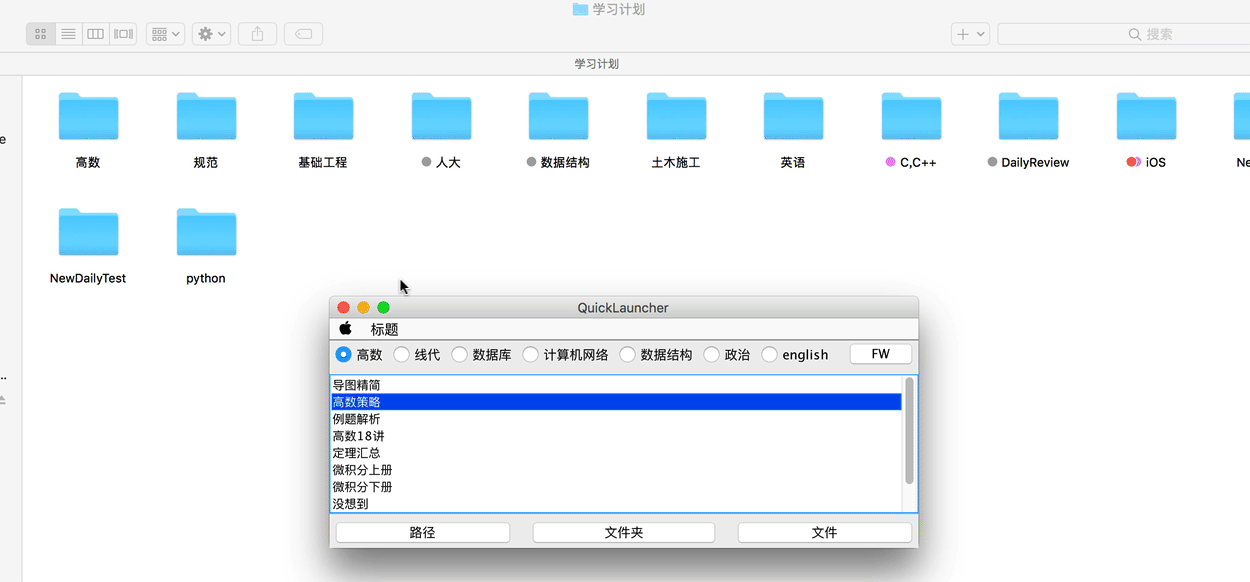 学习计划
搜索
学习计划
高数 规范 基础工程 人大 数据结构 土木施工 英语 C,C++ DailyReview iOS
NewDailyTest python
QuickLauncher
标题
高数 线代 数据库 计算机网络 数据结构 政治 english FW
导图精简
高数策略
例题解析
高数18讲
定理汇总
微积分上册
微积分下册
没想到
路径 文件夹 文件